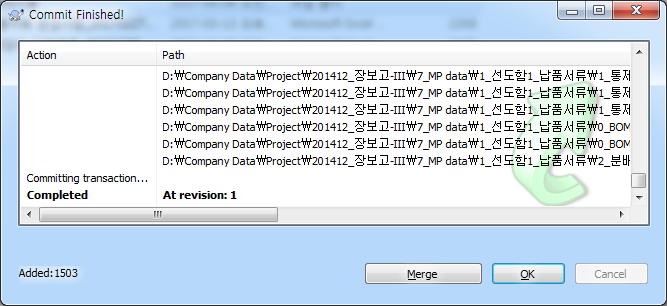 Commit Finished!
Action Path
D:₩Company Data₩Project₩201412_장보고-III₩7_MP data₩1_선도함1_납품서류₩1_통제
D:₩Company Data₩Project₩201412_장보고-III₩7_MP data₩1_선도함1_납품서류₩1_통제
D:₩Company Data₩Project₩201412_장보고-III₩7_MP data₩1_선도함1_납품서류₩1_통제
D:₩Company Data₩Project₩201412_장보고-III₩7_MP data₩1_선도함1_납품서류₩0_BOM
D:₩Company Data₩Project₩201412_장보고-III₩7_MP data₩1_선도함1_납품서류₩0_BOM
D:₩Company Data₩Project₩201412_장보고-III₩7_MP data₩1_선도함1_납품서류₩2_분배
Committing transaction...
Completed At revision: 1
Added:1503
Merge OK Cancel